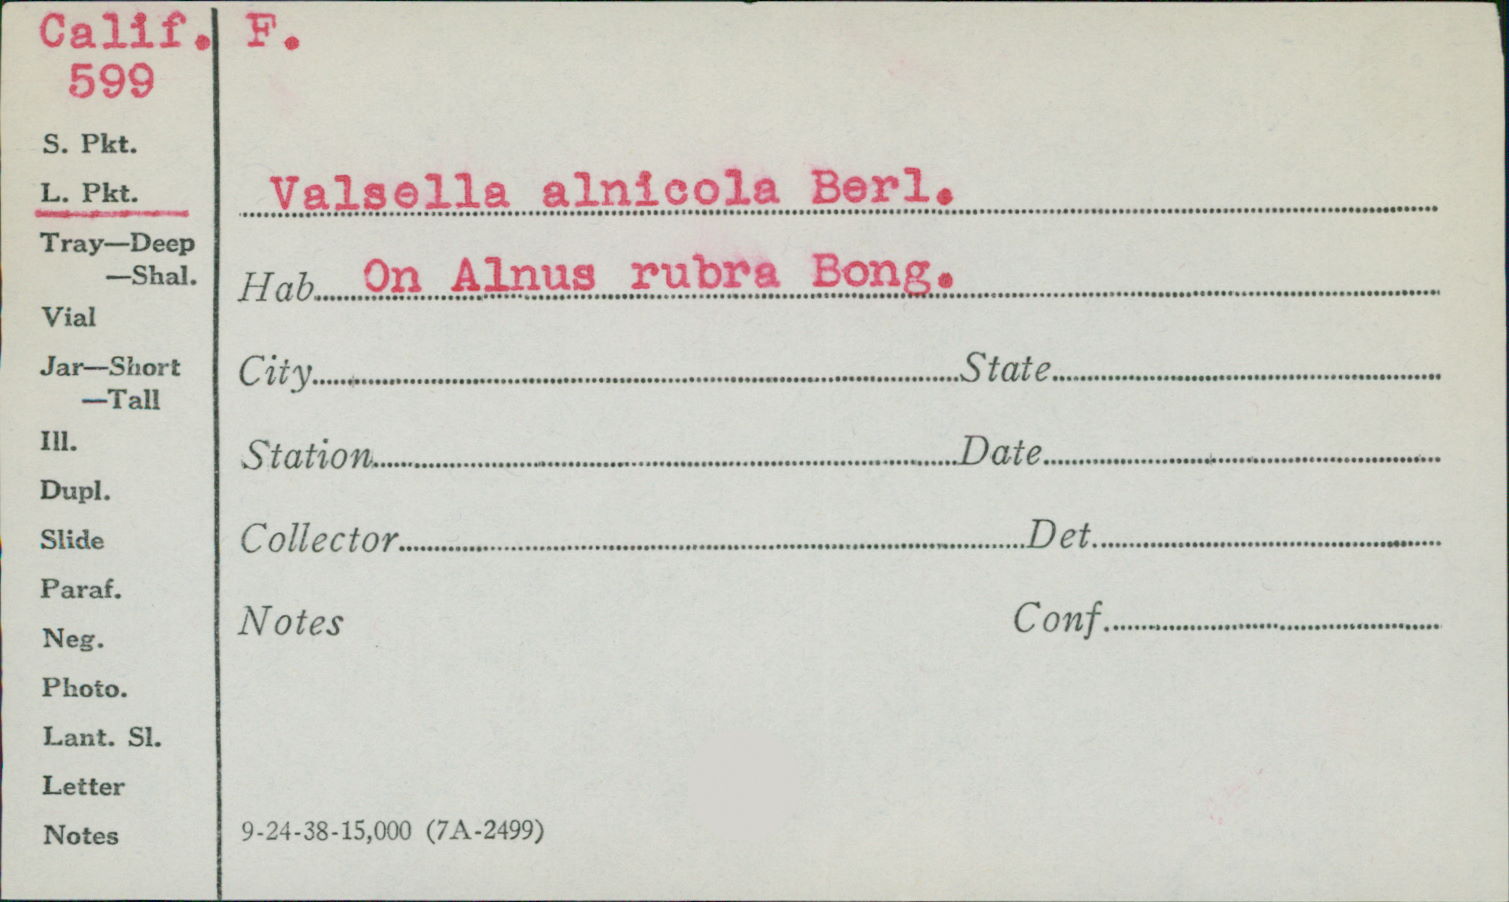 Calif. F.
599
S. Pkt.
L. Pkt.
Tray—Deep
—Shal.
Vial
Jar—Short
—Tall
Ill.
Dupl.
Slide
Paraf.
Neg.
Photo.
Lant. Sl.
Letter
Notes
Valsella alnicola Berl.
Hab. On Alnus rubra Bong.
City State
Station Date
Collector Det.
Notes Conf.
9-24-38-15,000 (7A-2499)